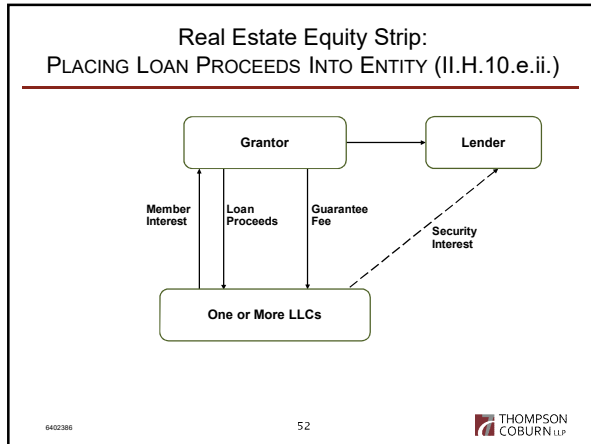 Real Estate Equity Strip:
PLACING LOAN PROCEEDS INTO ENTITY (II.H.10.e.ii.)
Grantor
Lender
Member
Interest
Loan
Proceeds
Guarantee
Fee
Security
Interest
One or More LLCs
6402386
52
THOMPSON
COBURN LLP